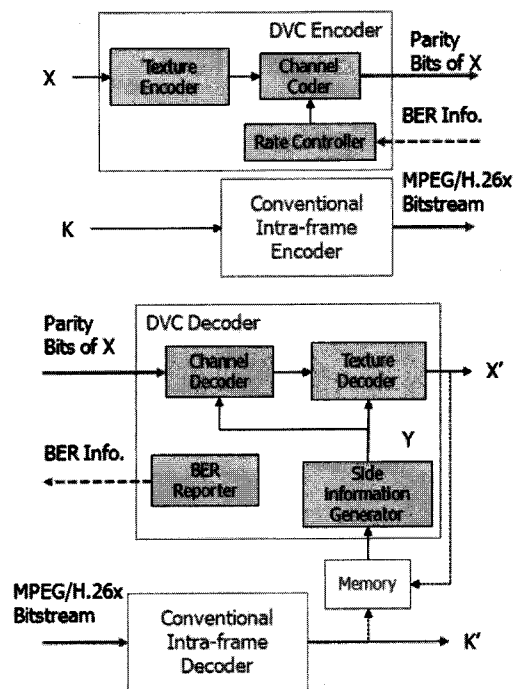 DVC Encoder
X
Texture
Encoder
Channel
Coder
Parity
Bits of X
Rate Controller
BER Info.
MPEG/H.26x
Bitstream
K
Conventional
Intra-frame
Encoder
Parity
Bits of X
DVC Decoder
Channel
Decoder
Texture
Decoder
X'
BER Info.
BER
Reporter
Y
Side
Information
Generator
MPEG/H.26x
Bitstream
Memory
Conventional
Intra-frame
Decoder
K'